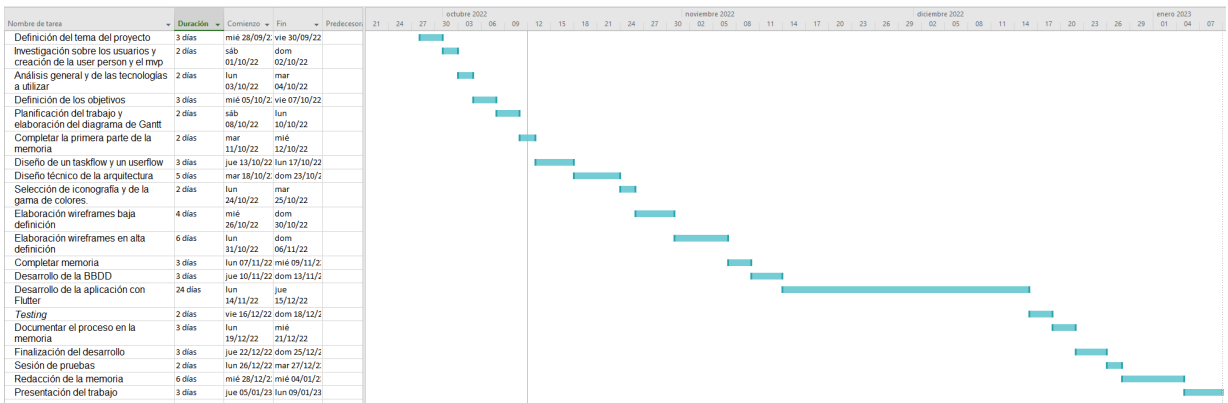 octubre 2022 noviembre 2022 diciembre 2022 enero 2023
Nombre de tarea Duración Comienzo Fin Predecesora 21 24 27 30 03 06 09 12 15 18 21 24 27 30 02 05 08 11 14 17 20 23 26 29 02 05 08 11 14 17 20 23 26 29 01 04 07
Definición del tema del proyecto 3 días mié 28/09/22 vie 30/09/22
Investigación sobre los usuarios y 2 días sáb dom
creación de la user person y el mvp 01/10/22 02/10/22
Análisis general y de las tecnologías 2 días lun mar
a utilizar 03/10/22 04/10/22
Definición de los objetivos 3 días mié 05/10/22 vie 07/10/22
Planificación del trabajo y 2 días sáb lun
elaboración del diagrama de Gantt 08/10/22 10/10/22
Completar la primera parte de la 2 días mar mié
memoria 11/10/22 12/10/22
Diseño de un taskflow y un userflow 3 días jue 13/10/22 lun 17/10/22
Diseño técnico de la arquitectura 5 días mar 18/10/2 dom 23/10/2
Selección de iconografía y de la 2 días lun mar
gama de colores. 24/10/22 25/10/22
Elaboración wireframes baja 4 días mié dom
definición 26/10/22 30/10/22
Elaboración wireframes en alta 6 días lun dom
definición 31/10/22 06/11/22
Completar memoria 3 días lun 07/11/22 mié 09/11/22
Desarrollo de la BBDD 3 días jue 10/11/22 dom 13/11/2
Desarrollo de la aplicación con 24 días lun jue
Flutter 14/11/22 15/12/22
Testing 2 días vie 16/12/22 dom 18/12/2
Documentar el proceso en la 3 días lun mié
memoria 19/12/22 21/12/22
Finalización del desarrollo 3 días jue 22/12/22 dom 25/12/2
Sesión de pruebas 2 días lun 26/12/22 mar 27/12/2
Redacción de la memoria 6 días mié 28/12/2 mié 04/01/2
Presentación del trabajo 3 días jue 05/01/23 lun 09/01/23